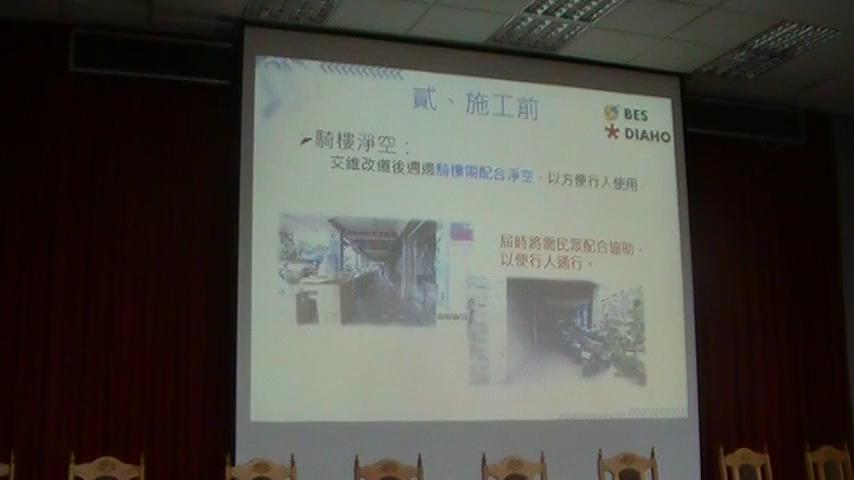 貳、施工前
BES
DIAHO
➤騎樓淨空：
交維改道後週邊騎樓需配合淨空，以方便行人使用。
屆時將需民眾配合協助，
以便行人通行。